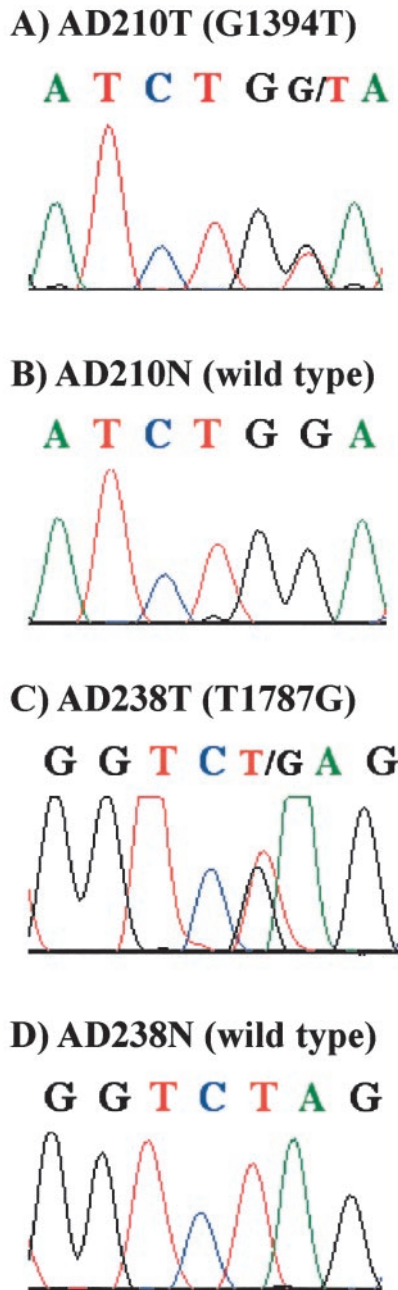 A) AD210T (G1394T)
A T C T G G/T A
B) AD210N (wild type)
A T C T G G A
C) AD238T (T1787G)
G G T C T/G A G
D) AD238N (wild type)
G G T C T A G